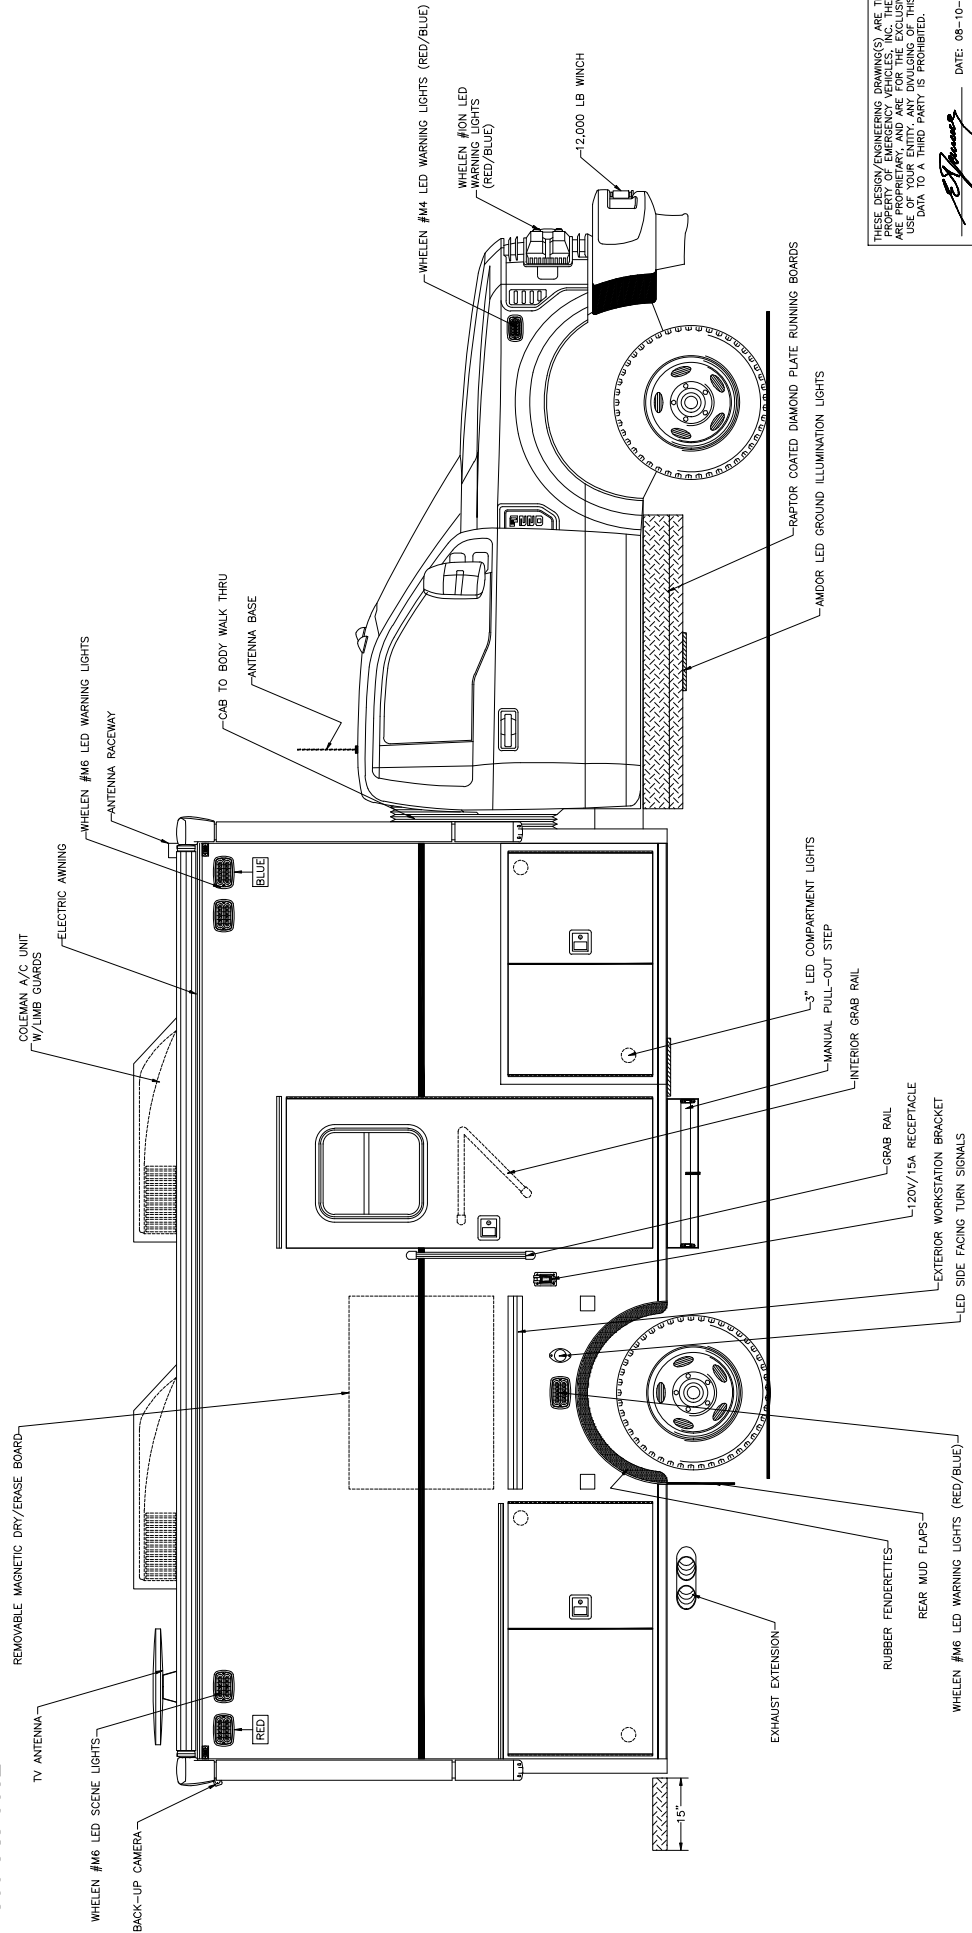 REMOVABLE MAGNETIC DRY/ERASE BOARD
TV ANTENNA
WHELEN #M6 LED SCENE LIGHTS
BACK-UP CAMERA
COLEMAN A/C UNIT
W/LIMB GUARDS
ELECTRIC AWNING
WHELEN #M6 LED WARNING LIGHTS
ANTENNA RACEWAY
CAB TO BODY WALK THRU
ANTENNA BASE
WHELEN #M4 LED WARNING LIGHTS (RED/BLUE)
WHELEN #ION LED
WARNING LIGHTS
(RED/BLUE)
12,000 LB WINCH
RED
BLUE
15"
EXHAUST EXTENSION
RUBBER FENDERETTES
REAR MUD FLAPS
WHELEN #M6 LED WARNING LIGHTS (RED/BLUE)
LED SIDE FACING TURN SIGNALS
EXTERIOR WORKSTATION BRACKET
120V/15A RECEPTACLE
GRAB RAIL
INTERIOR GRAB RAIL
MANUAL PULL-OUT STEP
3" LED COMPARTMENT LIGHTS
AMDOR LED GROUND ILLUMINATION LIGHTS
RAPTOR COATED DIAMOND PLATE RUNNING BOARDS
THESE DESIGN/ENGINEERING DRAWING(S) ARE
PROPERTY OF EMERGENCY VEHICLES, INC.
ARE PROPRIETARY, AND ARE FOR THE
USE OF YOUR ENTITY. ANY DIVULGING OF THIS
DATA TO A THIRD PARTY IS PROHIBITED.
DATE: 08-10-